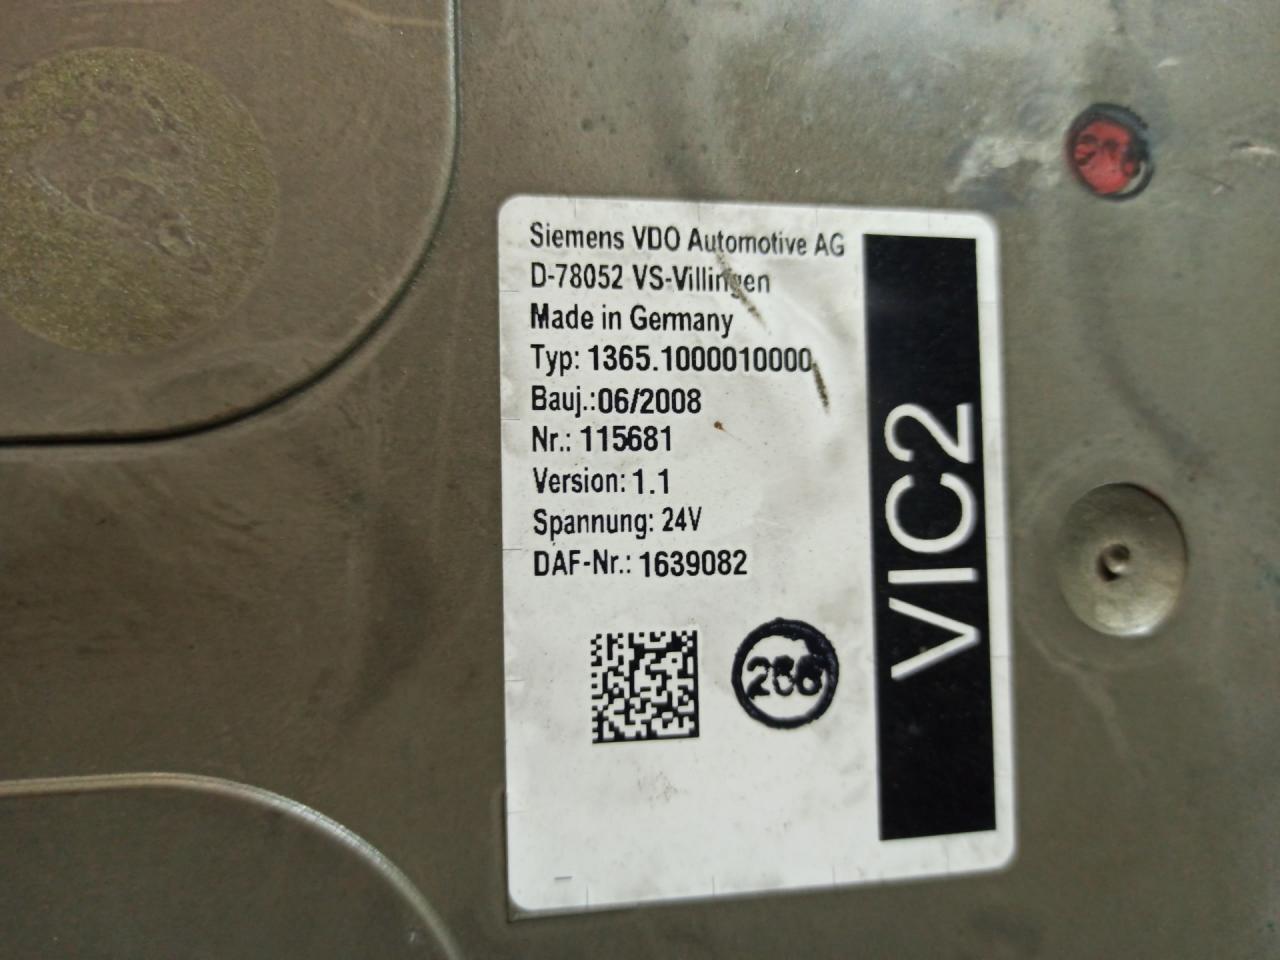 Siemens VDO Automotive AG
D-78052 VS-Villingen
Made in Germany
Typ: 1365.1000010000
Bauj.:06/2008
Nr.: 115681
Version: 1.1
Spannung: 24V
DAF-Nr.: 1639082
VIC2